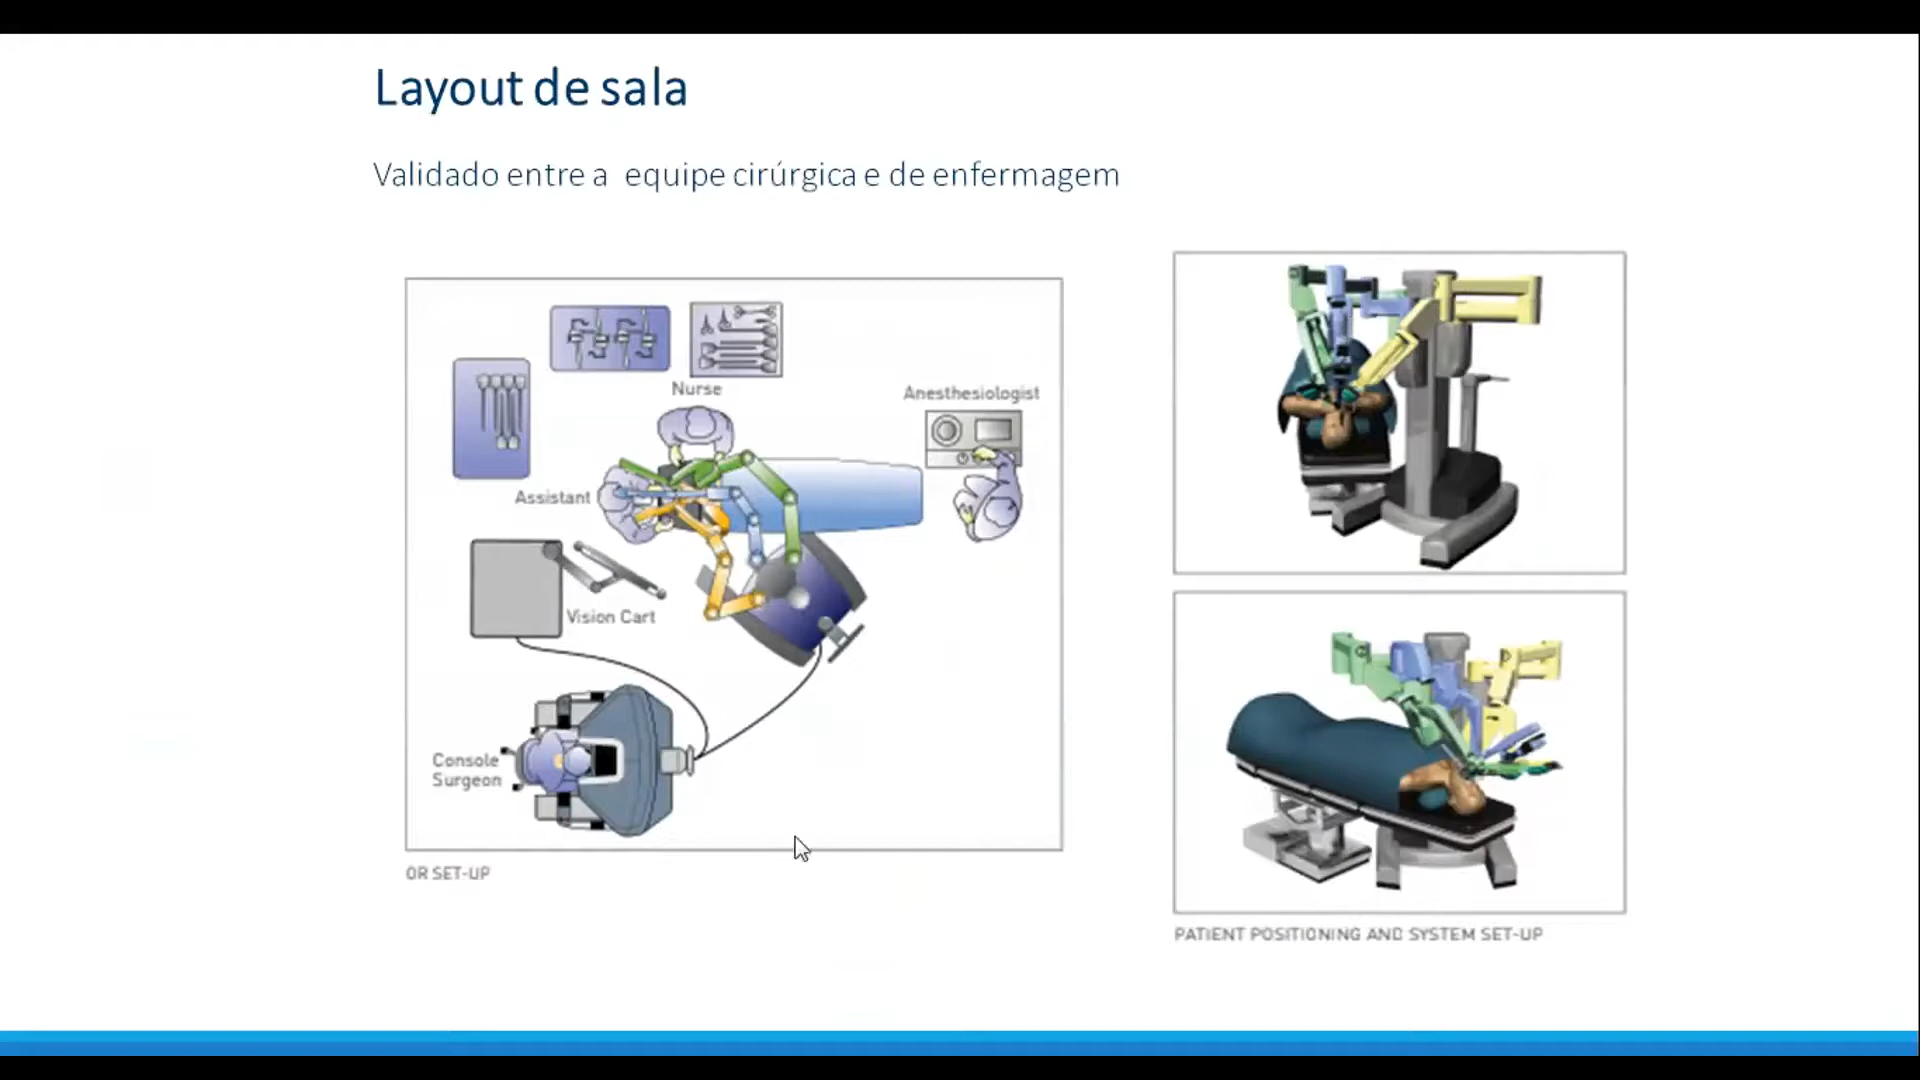 Layout de sala
Validado entre a equipe cirúrgica e de enfermagem
Nurse
Anesthesiologist
Assistant
Vision Cart
Console
Surgeon
OR SET-UP
PATIENT POSITIONING AND SYSTEM SET-UP